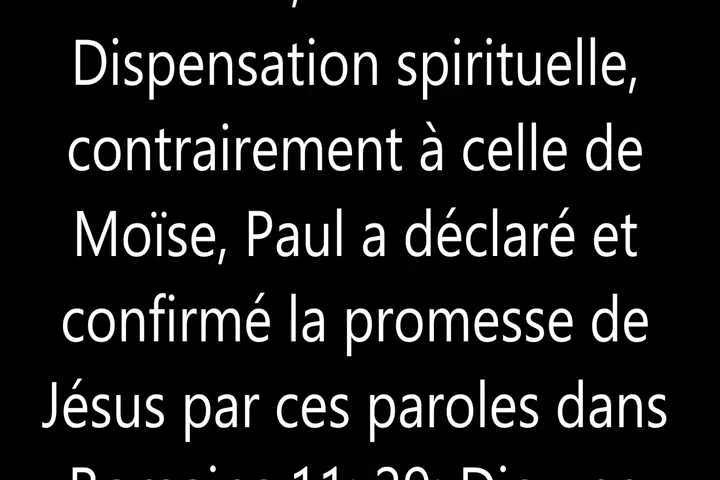 Dispensation spirituelle,
contrairement à celle de
Moïse, Paul a déclaré et
confirmé la promesse de
Jésus par ces paroles dans